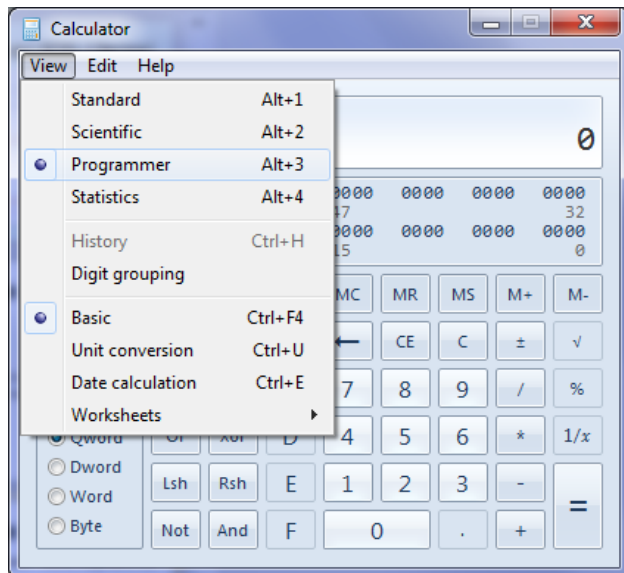 Calculator
View Edit Help
Standard Alt+1
Scientific Alt+2
0
Programmer Alt+3
Statistics Alt+4
0000 0000 0000 0000
47 32
History Ctrl+H
0000 0000 0000 0000
15 0
Digit grouping
MC MR MS M+ M-
Basic Ctrl+F4
Unit conversion Ctrl+U
← CE C ± √
Date calculation Ctrl+E
7 8 9 / %
Worksheets
Qword Or Xor D 4 5 6 * 1/x
Dword
Lsh Rsh E 1 2 3 - =
Word
Byte Not And F 0 . +